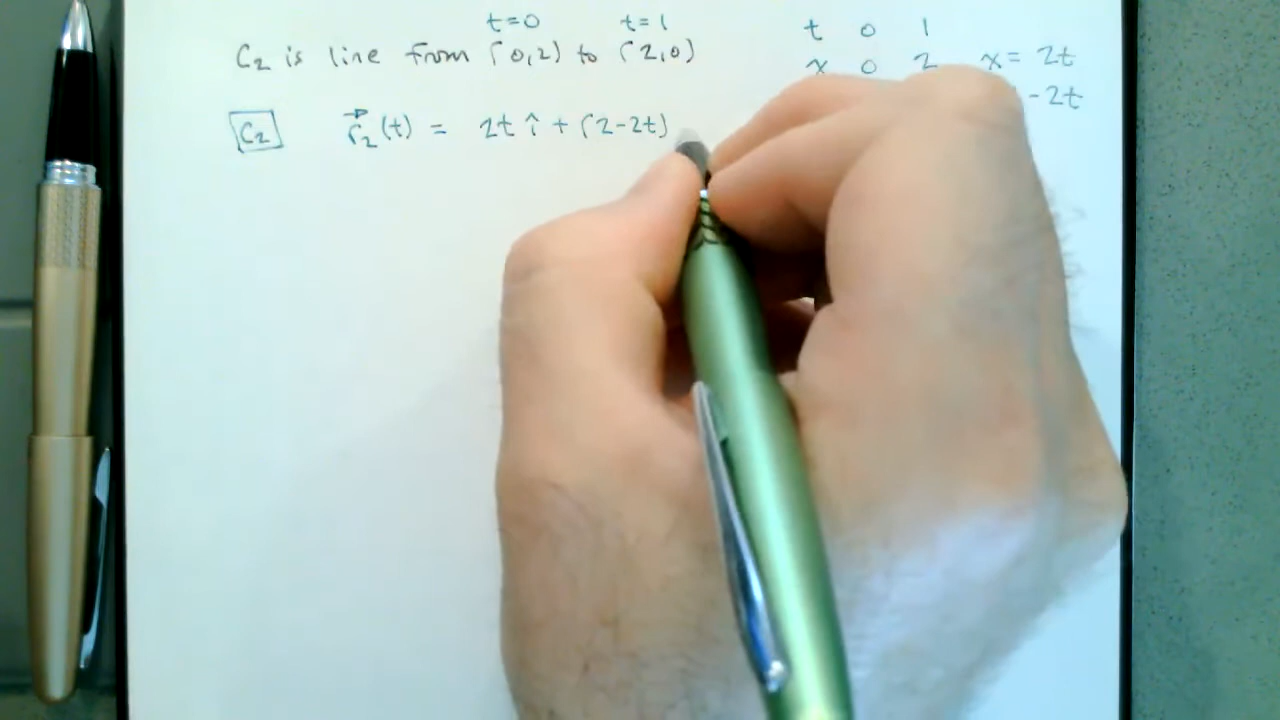 t=0 t=1
C₂ is line from (0,2) to (2,0)
C₂ r⃗₂(t) = 2t î + (2-2t)
t 0 1
x 0 2 x = 2t
-2t